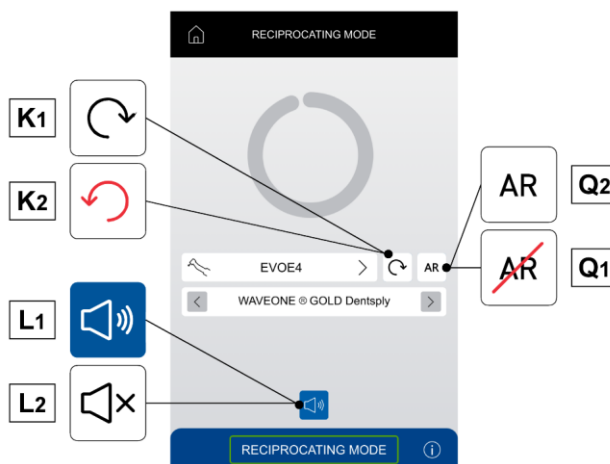 RECIPROCATING MODE
K1
K2
AR
Q2
AR
Q1
EVOE4
AR
WAVEONE ® GOLD Dentsply
L1
L2
RECIPROCATING MODE